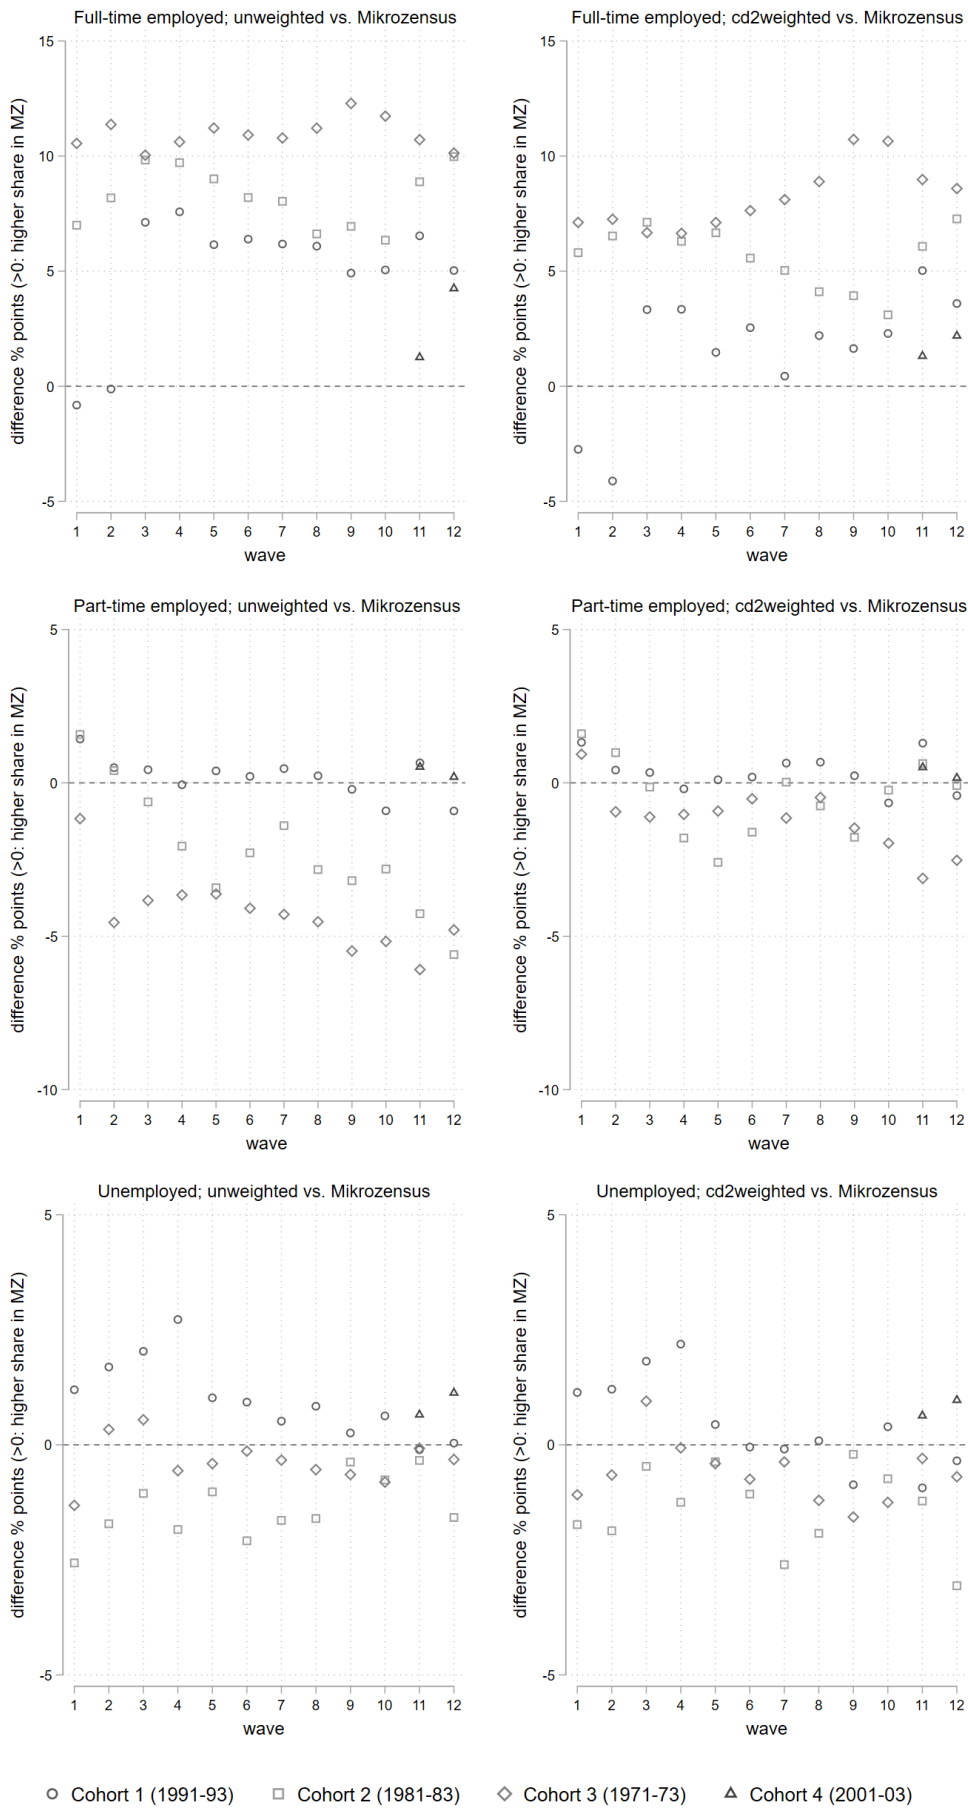 Full-time employed; unweighted vs. Mikrozensus
difference % points (>0: higher share in MZ)
15
10
5
0
-5
1 2 3 4 5 6 7 8 9 10 11 12
wave
Full-time employed; cd2weighted vs. Mikrozensus
difference % points (>0: higher share in MZ)
15
10
5
0
-5
1 2 3 4 5 6 7 8 9 10 11 12
wave
Part-time employed; unweighted vs. Mikrozensus
difference % points (>0: higher share in MZ)
5
0
-5
-10
1 2 3 4 5 6 7 8 9 10 11 12
wave
Part-time employed; cd2weighted vs. Mikrozensus
difference % points (>0: higher share in MZ)
5
0
-5
-10
1 2 3 4 5 6 7 8 9 10 11 12
wave
Unemployed; unweighted vs. Mikrozensus
difference % points (>0: higher share in MZ)
5
0
-5
1 2 3 4 5 6 7 8 9 10 11 12
wave
Unemployed; cd2weighted vs. Mikrozensus
difference % points (>0: higher share in MZ)
5
0
-5
1 2 3 4 5 6 7 8 9 10 11 12
wave
Cohort 1 (1991-93) Cohort 2 (1981-83) Cohort 3 (1971-73) Cohort 4 (2001-03)